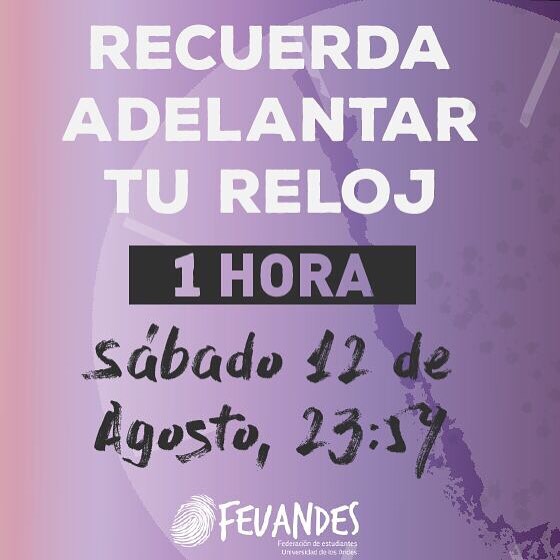 RECUERDA
ADELANTAR
TU RELOJ
1 HORA
Sábado 12 de
Agosto, 23:59
FEUANDES
Federación de estudiantes
Universidad de los Andes